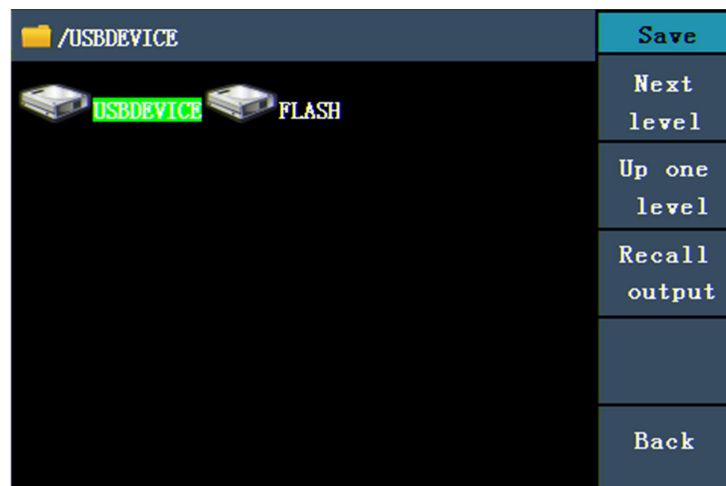 /USBDEVICE
USBDEVICE FLASH
Save
Next
level
Up one
level
Recall
output
Back